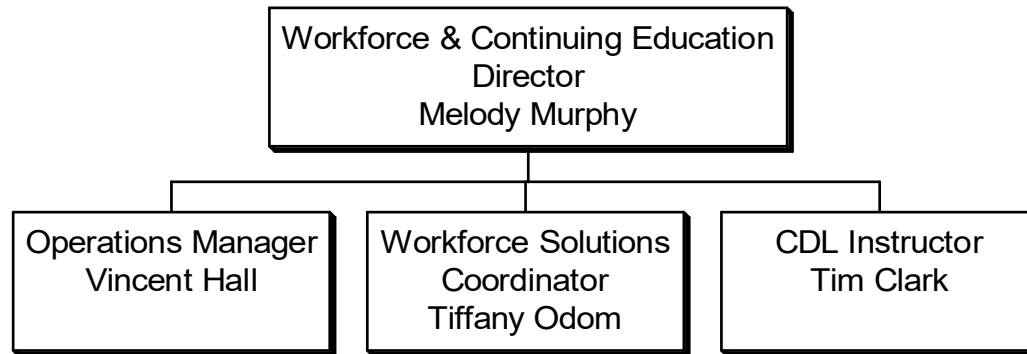 Workforce & Continuing Education
Director
Melody Murphy
Operations Manager
Vincent Hall
Workforce Solutions
Coordinator
Tiffany Odom
CDL Instructor
Tim Clark